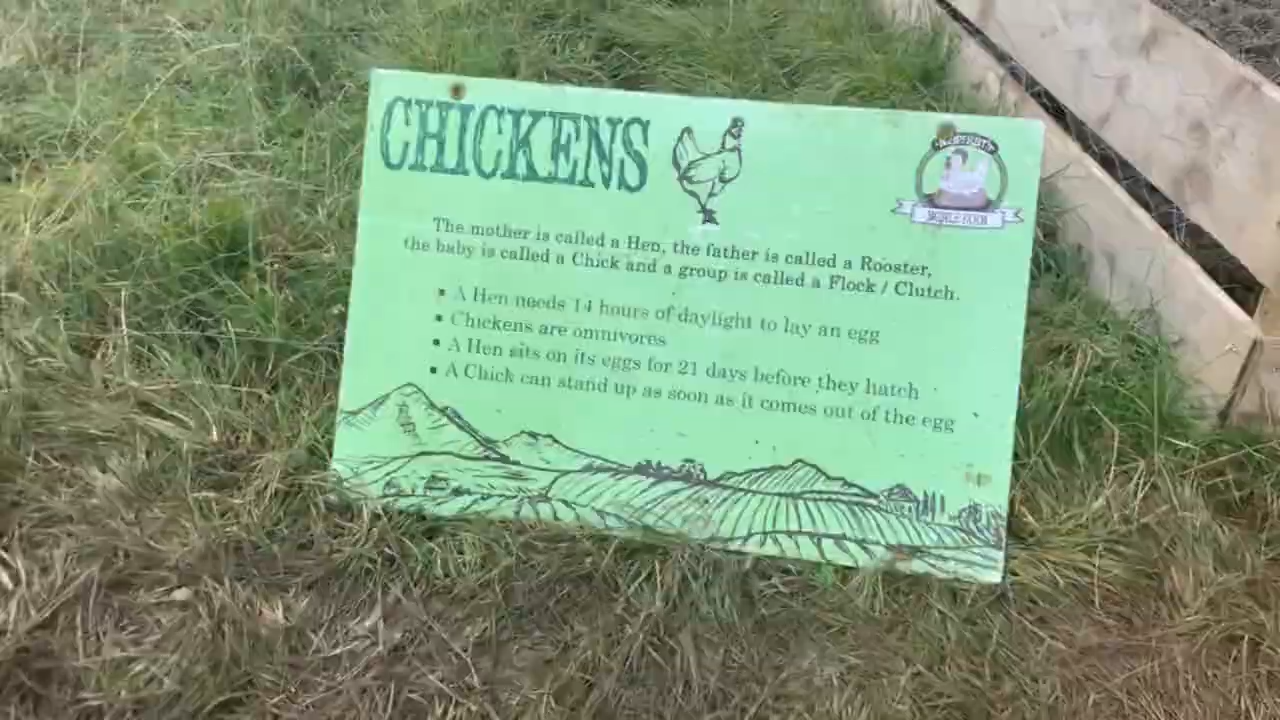 CHICKENS
The mother is called a Hen, the father is called a Rooster,
the baby is called a Chick and a group is called a Flock / Clutch.
▪ A Hen needs 14 hours of daylight to lay an egg
▪ Chickens are omnivores
▪ A Hen sits on its eggs for 21 days before they hatch
▪ A Chick can stand up as soon as it comes out of the egg
MOBILE FARM